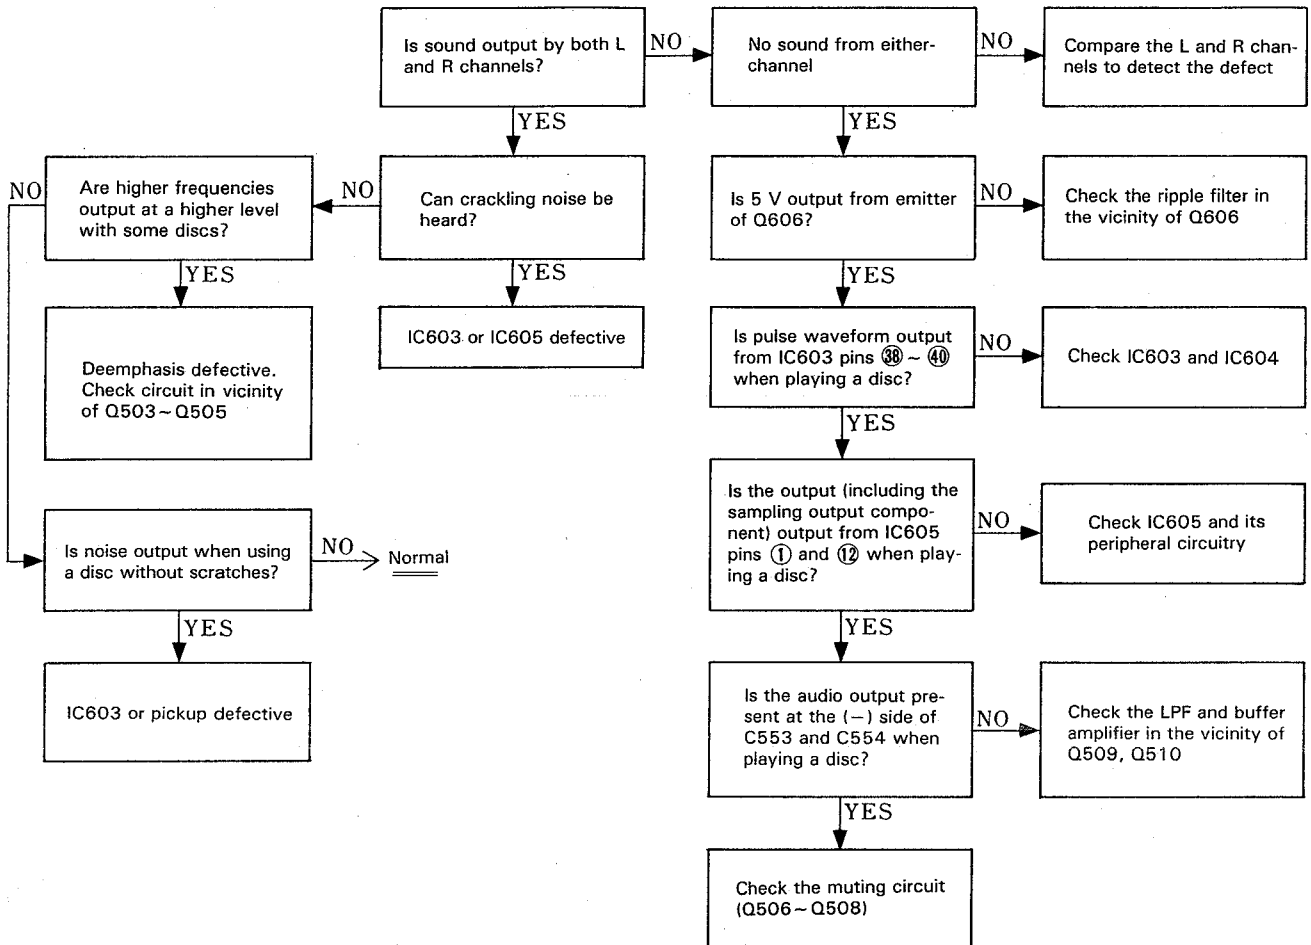 Is sound output by both L
and R channels?
NO
No sound from either-
channel
NO
Compare the L and R chan-
nels to detect the defect
YES
YES
NO
Are higher frequencies
output at a higher level
with some discs?
NO
Can crackling noise be
heard?
Is 5 V output from emitter
of Q606?
NO
Check the ripple filter in
the vicinity of Q606
YES
YES
YES
Deemphasis defective.
Check circuit in vicinity
of Q503~Q505
IC603 or IC605 defective
Is pulse waveform output
from IC603 pins ㊳ ~ ㊵
when playing a disc?
NO
Check IC603 and IC604
YES
Is noise output when using
a disc without scratches?
NO
Normal
Is the output (including the
sampling output compo-
nent) output from IC605
pins ① and ⑫ when play-
ing a disc?
NO
Check IC605 and its
peripheral circuitry
YES
YES
IC603 or pickup defective
Is the audio output pre-
sent at the (−) side of
C553 and C554 when
playing a disc?
NO
Check the LPF and buffer
amplifier in the vicinity of
Q509, Q510
YES
Check the muting circuit
(Q506~Q508)